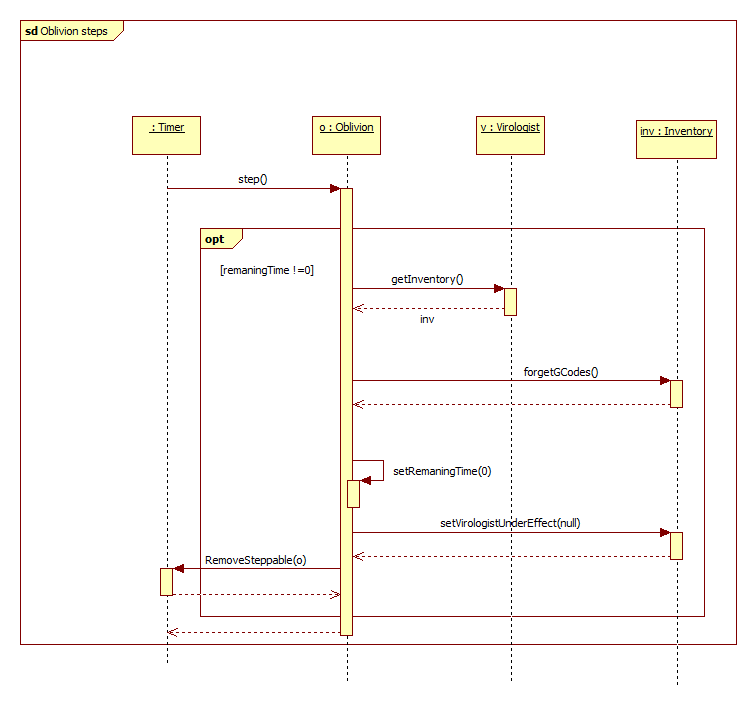 sd Oblivion steps
: Timer
o : Oblivion
v : Virologist
inv : Inventory
step()
opt
[remaningTime !=0]
getInventory()
inv
forgetGCodes()
setRemaningTime(0)
setVirologistUnderEffect(null)
RemoveSteppable(o)